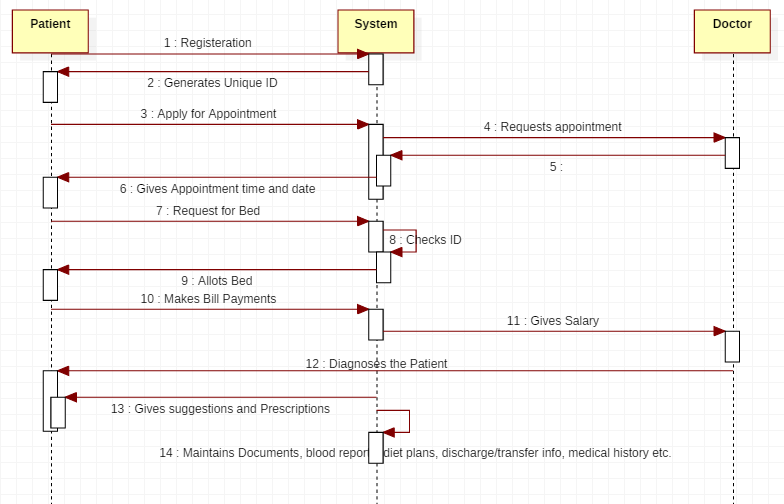 Patient
System
Doctor
1 : Registeration
2 : Generates Unique ID
3 : Apply for Appointment
4 : Requests appointment
5 :
6 : Gives Appointment time and date
7 : Request for Bed
8 : Checks ID
9 : Allots Bed
10 : Makes Bill Payments
11 : Gives Salary
12 : Diagnoses the Patient
13 : Gives suggestions and Prescriptions
14 : Maintains Documents, blood report, diet plans, discharge/transfer info, medical history etc.